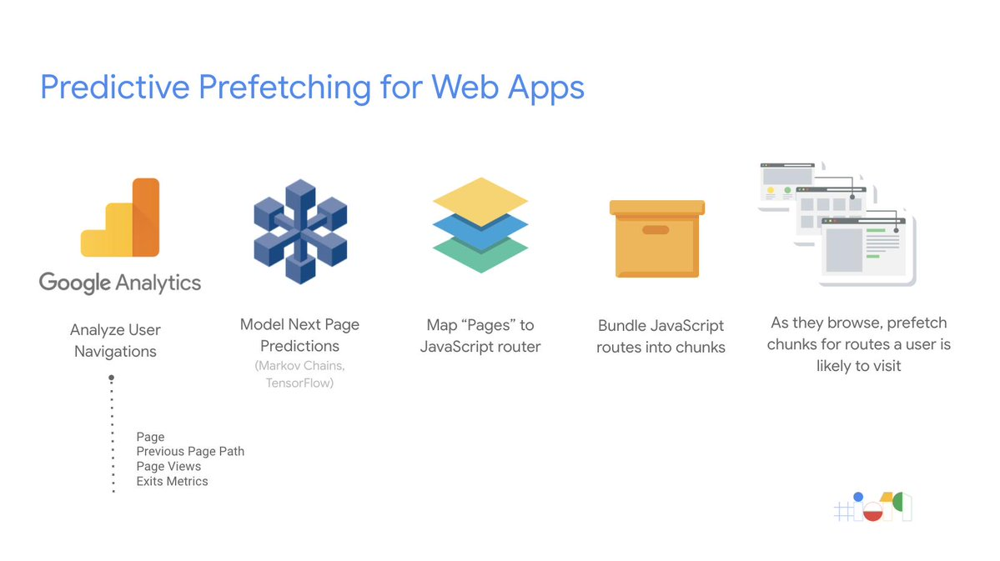 Predictive Prefetching for Web Apps
Google Analytics
Analyze User
Navigations
Page
Previous Page Path
Page Views
Exits Metrics
Model Next Page
Predictions
(Markov Chains,
TensorFlow)
Map “Pages” to
JavaScript router
Bundle JavaScript
routes into chunks
As they browse, prefetch
chunks for routes a user is
likely to visit
#io19